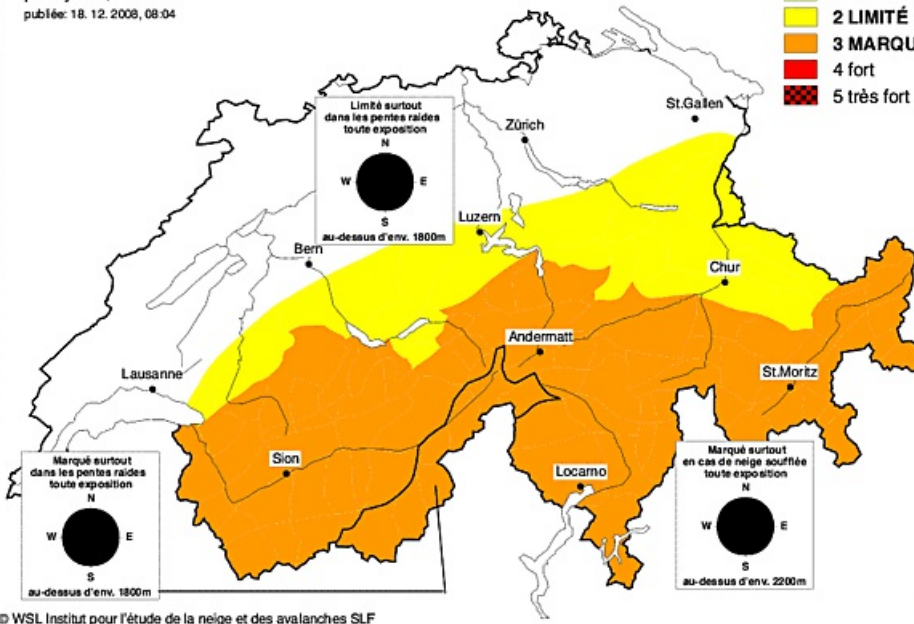 publiée: 18. 12. 2008, 08:04
2 LIMITÉ
3 MARQU
4 fort
5 très fort
Limité surtout
dans les pentes raides
toute exposition
N
W E
S
au-dessus d'env. 1800m
St.Gallen
Zürich
Luzern
Bern
Chur
Andermatt
Lausanne
St.Moritz
Sion
Locarno
Marqué surtout
dans les pentes raides
toute exposition
N
W E
S
au-dessus d'env. 1800m
Marqué surtout
en cas de neige soufflée
toute exposition
N
W E
S
au-dessus d'env. 2200m
© WSL Institut pour l'étude de la neige et des avalanches SLF